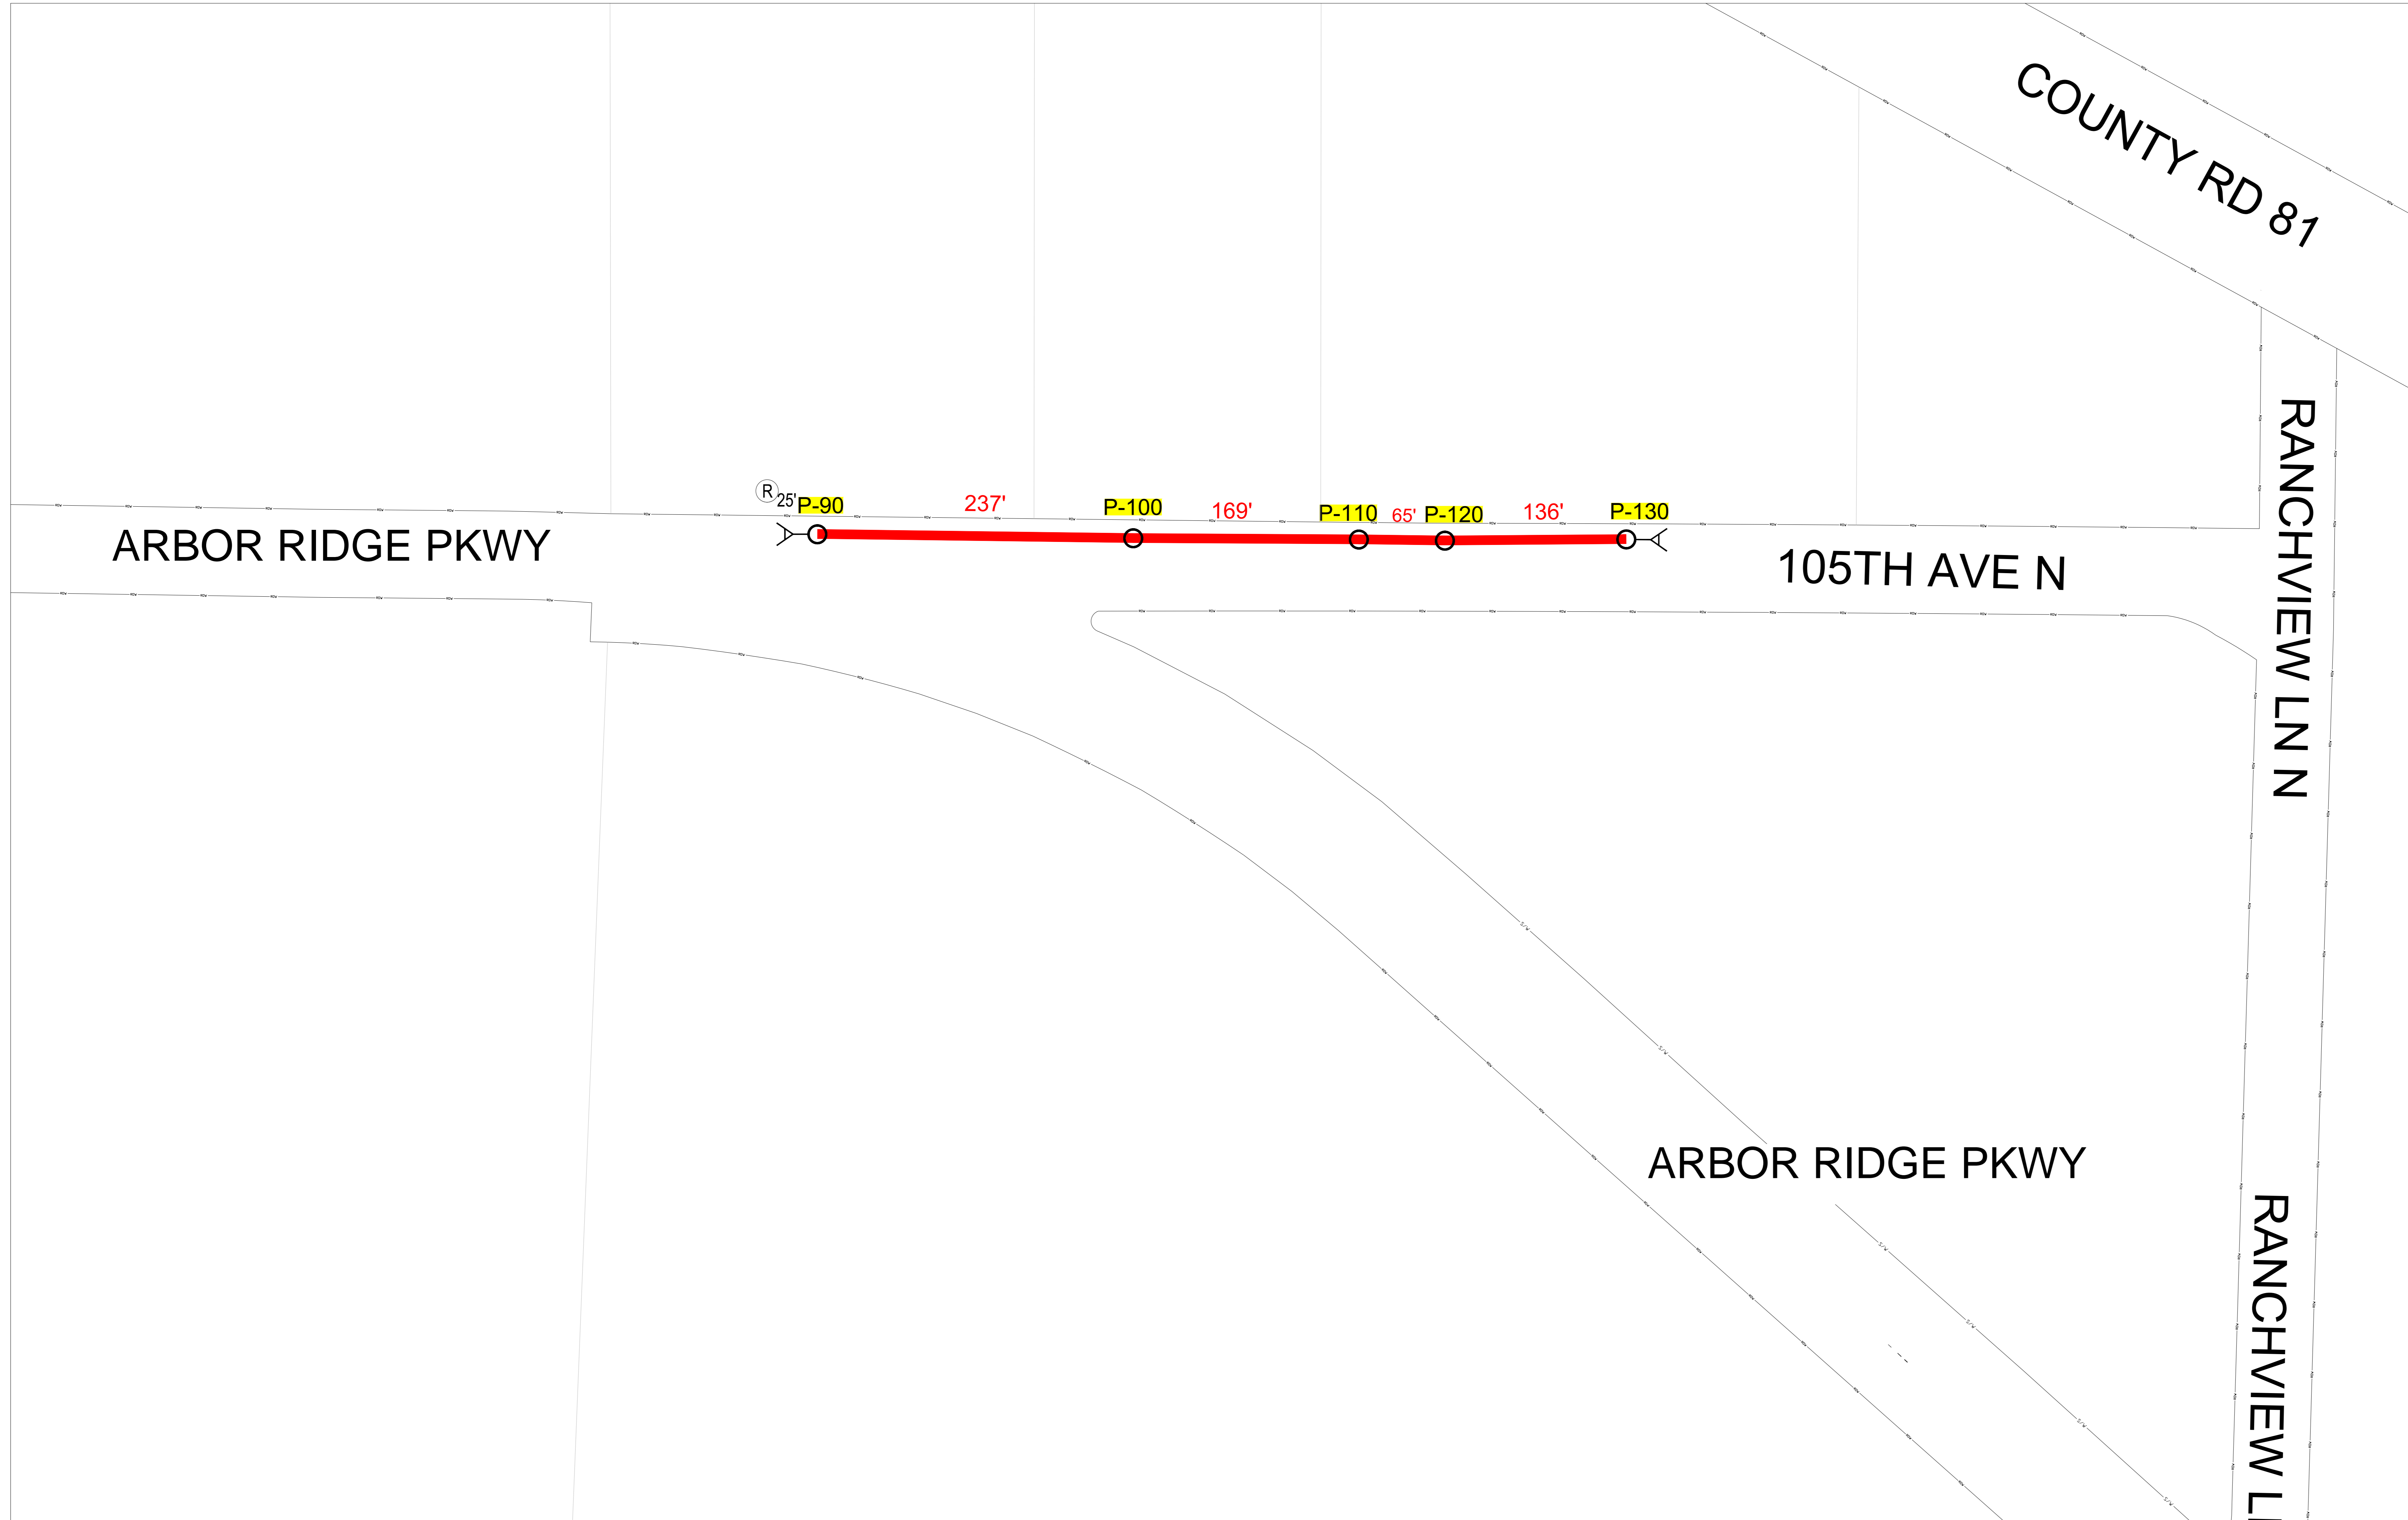 COUNTY RD 81
R
25'
P-90
237'
P-100
169'
P-110
65'
P-120
136'
P-130
ARBOR RIDGE PKWY
105TH AVE N
RANCHVIEW LN N
ARBOR RIDGE PKWY
RANCHVIEW L